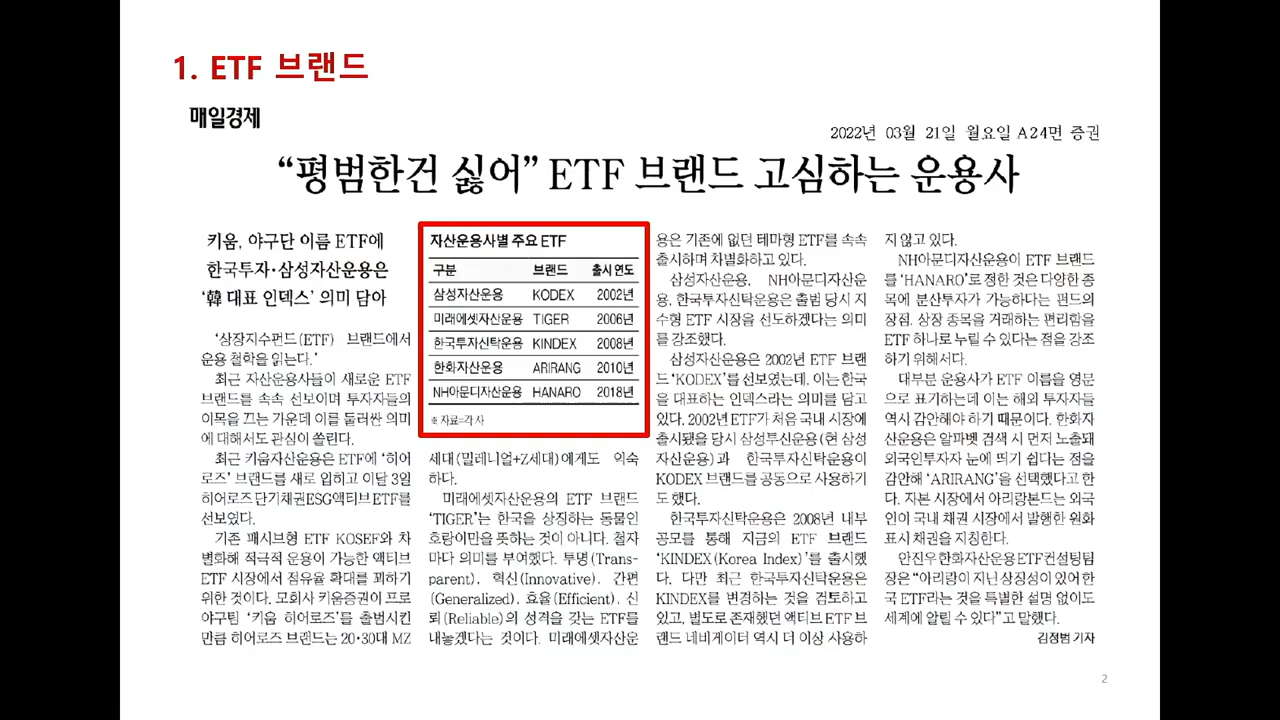 1. ETF 브랜드
매일경제
2022년 03월 21일 월요일 A24면 증권
“평범한건 싫어” ETF 브랜드 고심하는 운용사
키움, 야구단 이름 ETF에
한국투자·삼성자산운용은
‘韓 대표 인덱스’ 의미 담아
‘상장지수펀드(ETF) 브랜드에서
운용 철학을 읽는다.’
최근 자산운용사들이 새로운 ETF
브랜드를 속속 선보이며 투자자들의
이목을 끄는 가운데 이를 둘러싼 의미
에 대해서도 관심이 쏠린다.
최근 키움자산운용은 ETF에 ‘히어
로즈’ 브랜드를 새로 입히고 이달 3일
히어로즈 단기채권ESG액티브 ETF를
선보였다.
기존 패시브형 ETF KOSEF와 차
별화해 적극적 운용이 가능한 액티브
ETF 시장에서 점유율 확대를 꾀하기
위한 것이다. 모회사 키움증권이 프로
야구팀 ‘키움 히어로즈’를 출범시킨
만큼 히어로즈 브랜드는 20·30대 MZ
자산운용사별 주요 ETF
구분 브랜드 출시 연도
삼성자산운용 KODEX 2002년
미래에셋자산운용 TIGER 2006년
한국투자신탁운용 KINDEX 2008년
한화자산운용 ARIRANG 2010년
NH아문디자산운용 HANARO 2018년
※ 자료=각 사
세대(밀레니얼+Z세대)에게도 익숙
하다.
미래에셋자산운용의 ETF 브랜드
‘TIGER’는 한국을 상징하는 동물인
호랑이만을 뜻하는 것이 아니다. 철자
마다 의미를 부여했다. 투명(Trans-
parent), 혁신(Innovative), 간편
(Generalized), 효율(Efficient), 신
뢰(Reliable)의 성격을 갖는 ETF를
내놓겠다는 것이다. 미래에셋자산운
용은 기존에 없던 테마형 ETF를 속속
출시하며 차별화하고 있다.
삼성자산운용, NH아문디자산운
용, 한국투자신탁운용은 출범 당시 지
수형 ETF 시장을 선도하겠다는 의미
를 강조했다.
삼성자산운용은 2002년 ETF 브랜
드 ‘KODEX’를 선보였는데, 이는 한국
을 대표하는 인덱스라는 의미를 담고
있다. 2002년 ETF가 처음 국내 시장에
출시됐을 당시 삼성투신운용(현 삼성
자산운용)과 한국투자신탁운용이
KODEX 브랜드를 공동으로 사용하기
도 했다.
한국투자신탁운용은 2008년 내부
공모를 통해 지금의 ETF 브랜드
‘KINDEX(Korea Index)’를 출시했
다. 다만 최근 한국투자신탁운용은
KINDEX를 변경하는 것을 검토하고
있고, 별도로 존재했던 액티브 ETF 브
랜드 네비게이터 역시 더 이상 사용하
지 않고 있다.
NH아문디자산운용이 ETF 브랜드
를 ‘HANARO’로 정한 것은 다양한 종
목에 분산투자가 가능하다는 펀드의
장점, 상장 종목을 거래하는 편리함을
ETF 하나로 누릴 수 있다는 점을 강조
하기 위해서다.
대부분 운용사가 ETF 이름을 영문
으로 표기하는데 이는 해외 투자자들
역시 감안해야 하기 때문이다. 한화자
산운용은 알파벳 검색 시 먼저 노출돼
외국인투자자 눈에 띄기 쉽다는 점을
감안해 ‘ARIRANG’을 선택했다고 한
다. 자본 시장에서 아리랑본드는 외국
인이 국내 채권 시장에서 발행한 원화
표시 채권을 지칭한다.
안진우한화자산운용ETF컨설팅팀
장은 “아리랑이 지닌 상징성이 있어 한
국 ETF라는 것을 특별한 설명 없이도
세계에 알릴 수 있다”고 말했다.
김정범 기자
2